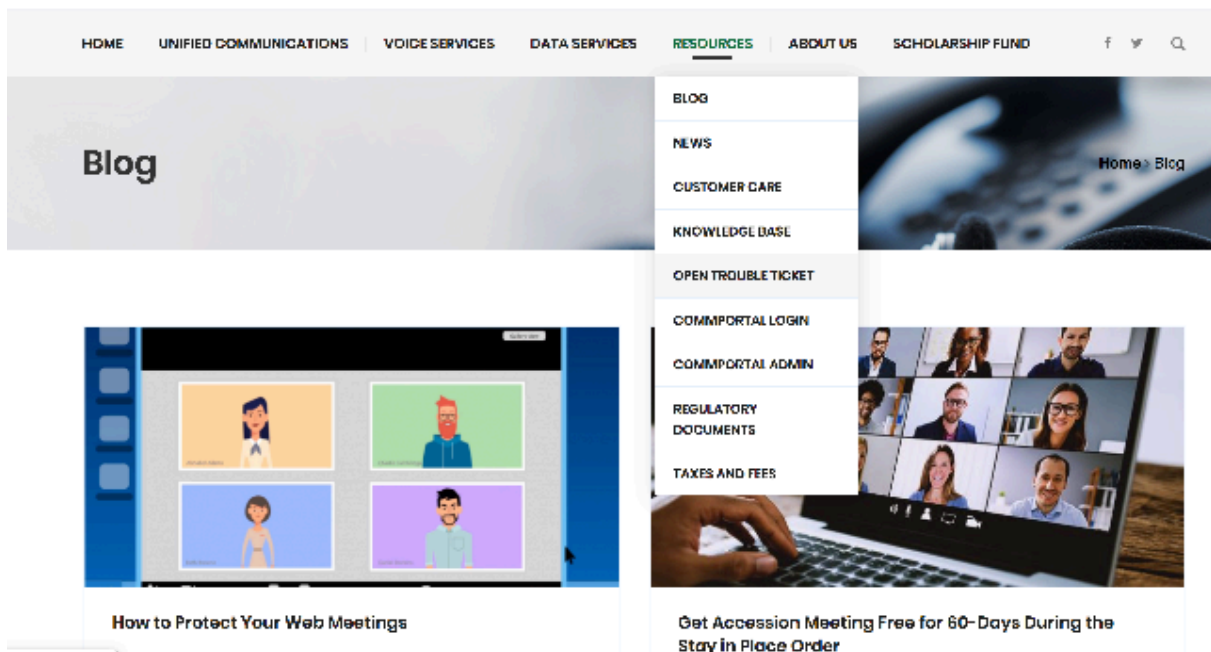 HOME UNIFIED COMMUNICATIONS VOICE SERVICES DATA SERVICES RESOURCES ABOUT US SCHOLARSHIP FUND
BLOG
NEWS
CUSTOMER CARE
KNOWLEDGE BASE
OPEN TROUBLE TICKET
COMMPORTAL LOGIN
COMMPORTAL ADMIN
REGULATORY
DOCUMENTS
TAXES AND FEES
Blog
Home > Blog
How to Protect Your Web Meetings
Get Accession Meeting Free for 60-Days During the
Stay in Place Order